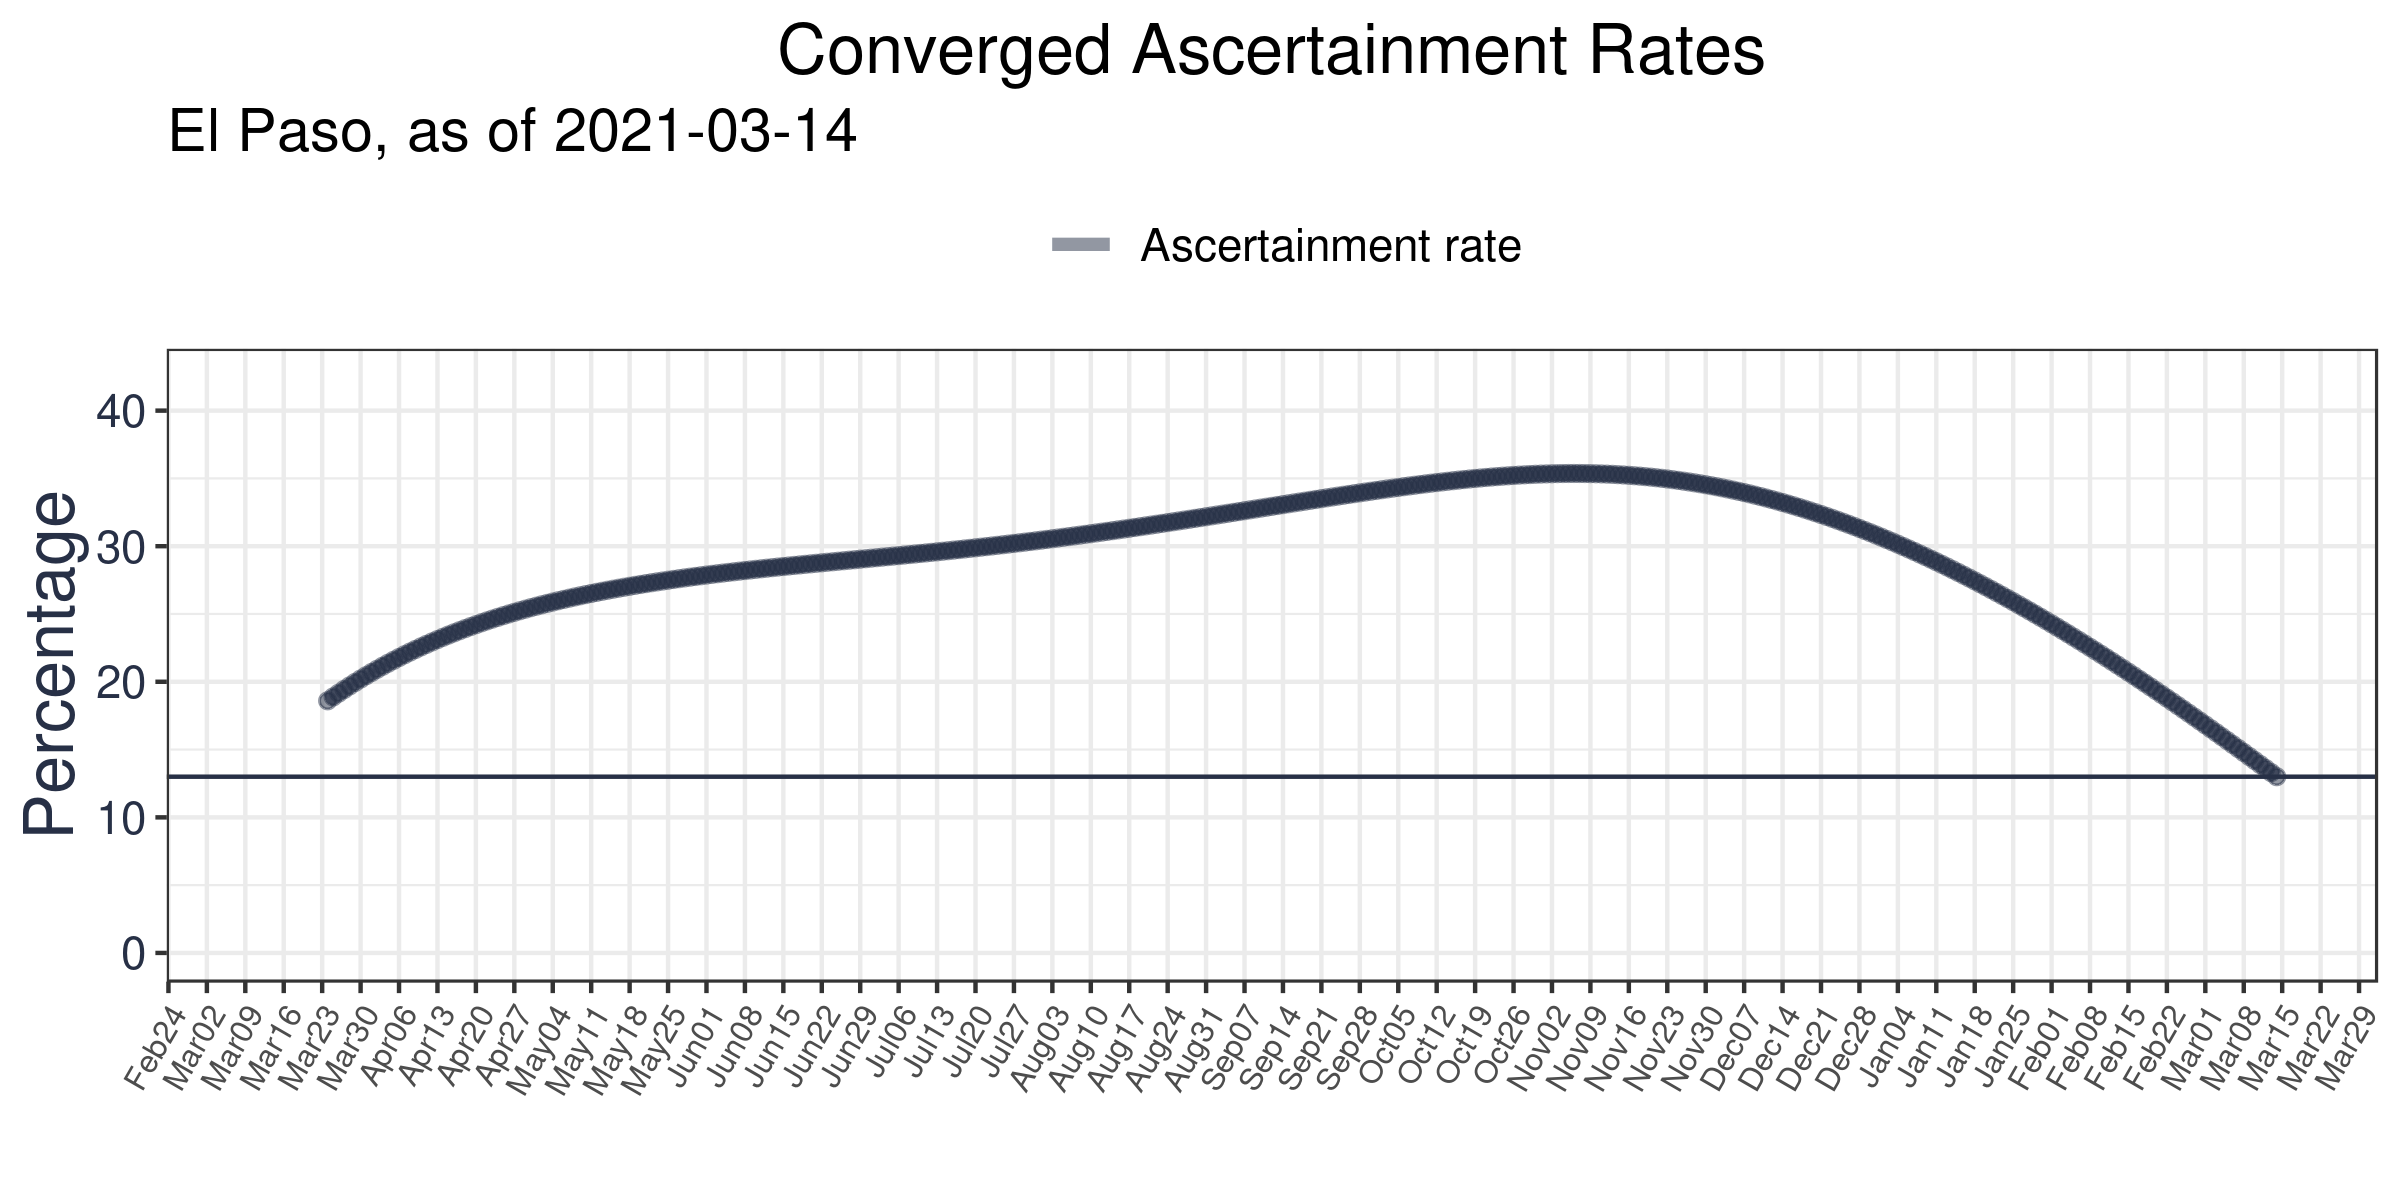 Converged Ascertainment Rates
El Paso, as of 2021-03-14
Ascertainment rate
Percentage
40
30
20
10
0
Feb24 Mar02 Mar09 Mar16 Mar23 Mar30 Apr06 Apr13 Apr20 Apr27 May04 May11 May18 May25 Jun01 Jun08 Jun15 Jun22 Jun29 Jul06 Jul13 Jul20 Jul27 Aug03 Aug10 Aug17 Aug24 Aug31 Sep07 Sep14 Sep21 Sep28 Oct05 Oct12 Oct19 Oct26 Nov02 Nov09 Nov16 Nov23 Nov30 Dec07 Dec14 Dec21 Dec28 Jan04 Jan11 Jan18 Jan25 Feb01 Feb08 Feb15 Feb22 Mar01 Mar08 Mar15 Mar22 Mar29